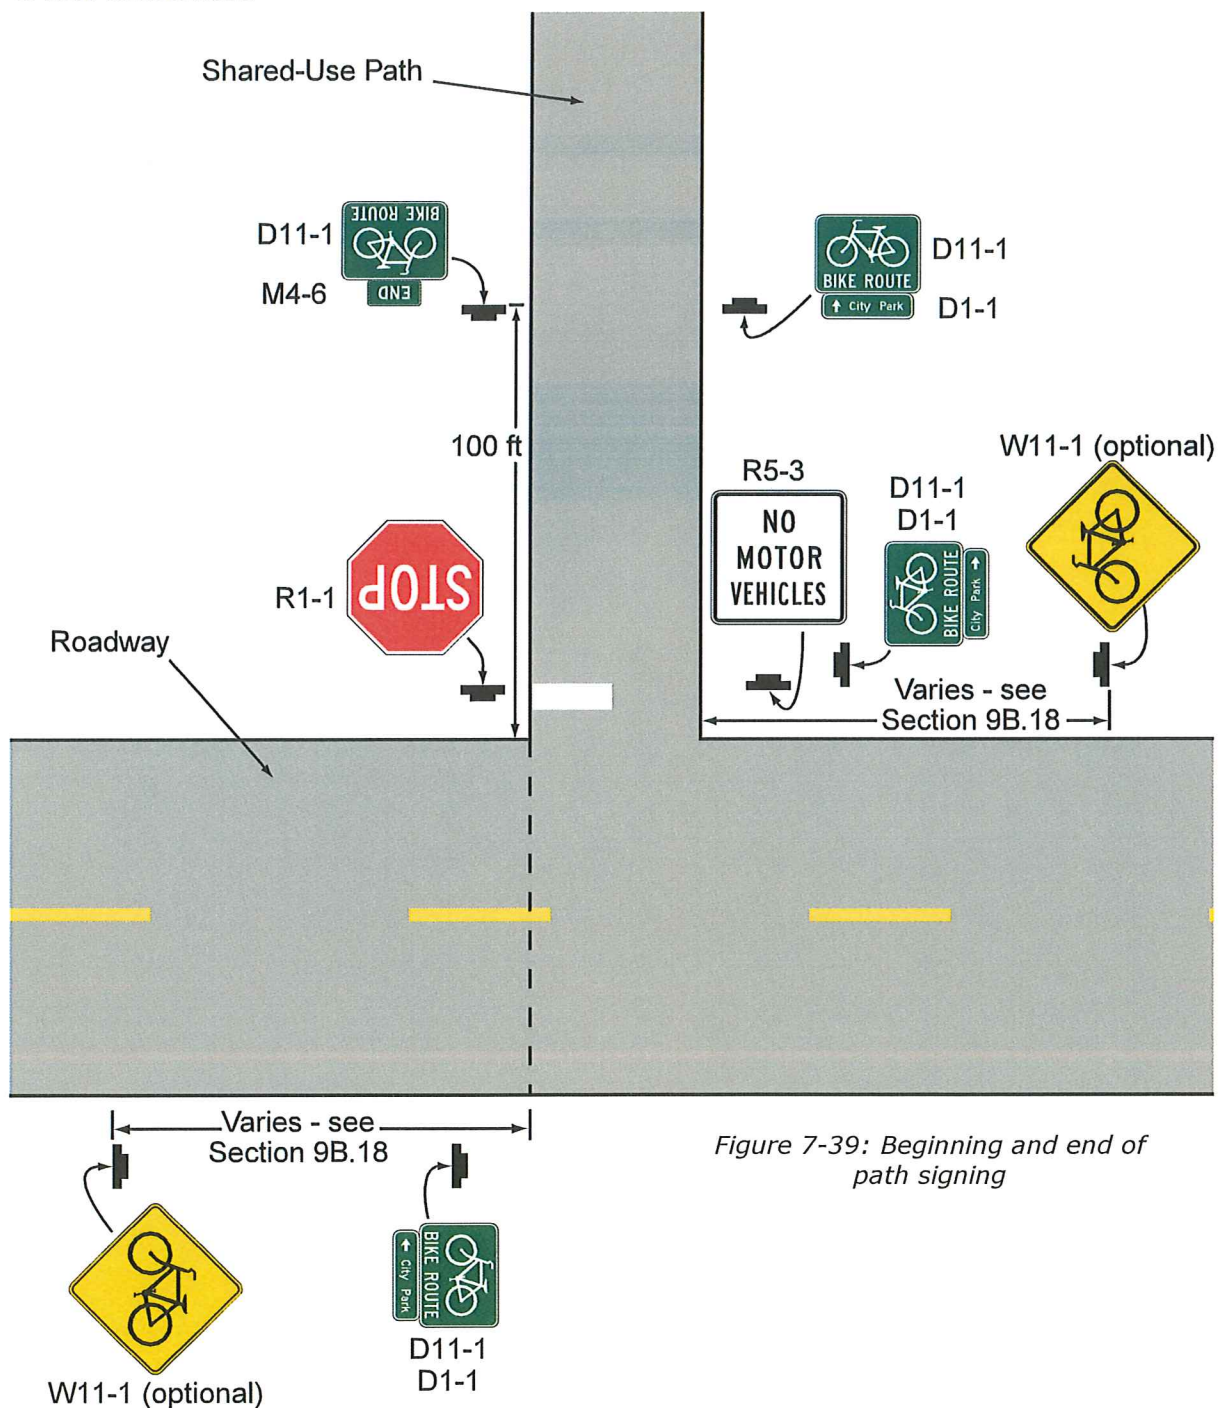 Shared-Use Path
D11-1
BIKE ROUTE
M4-6
END
BIKE ROUTE
D11-1
↑ City Park
D1-1
100 ft
W11-1 (optional)
R5-3
NO
MOTOR
VEHICLES
D11-1
D1-1
BIKE ROUTE
City Park →
R1-1
STOP
Roadway
Varies - see
Section 9B.18
Varies - see
Section 9B.18
Figure 7-39: Beginning and end of
path signing
← City Park
BIKE ROUTE
D11-1
D1-1
W11-1 (optional)